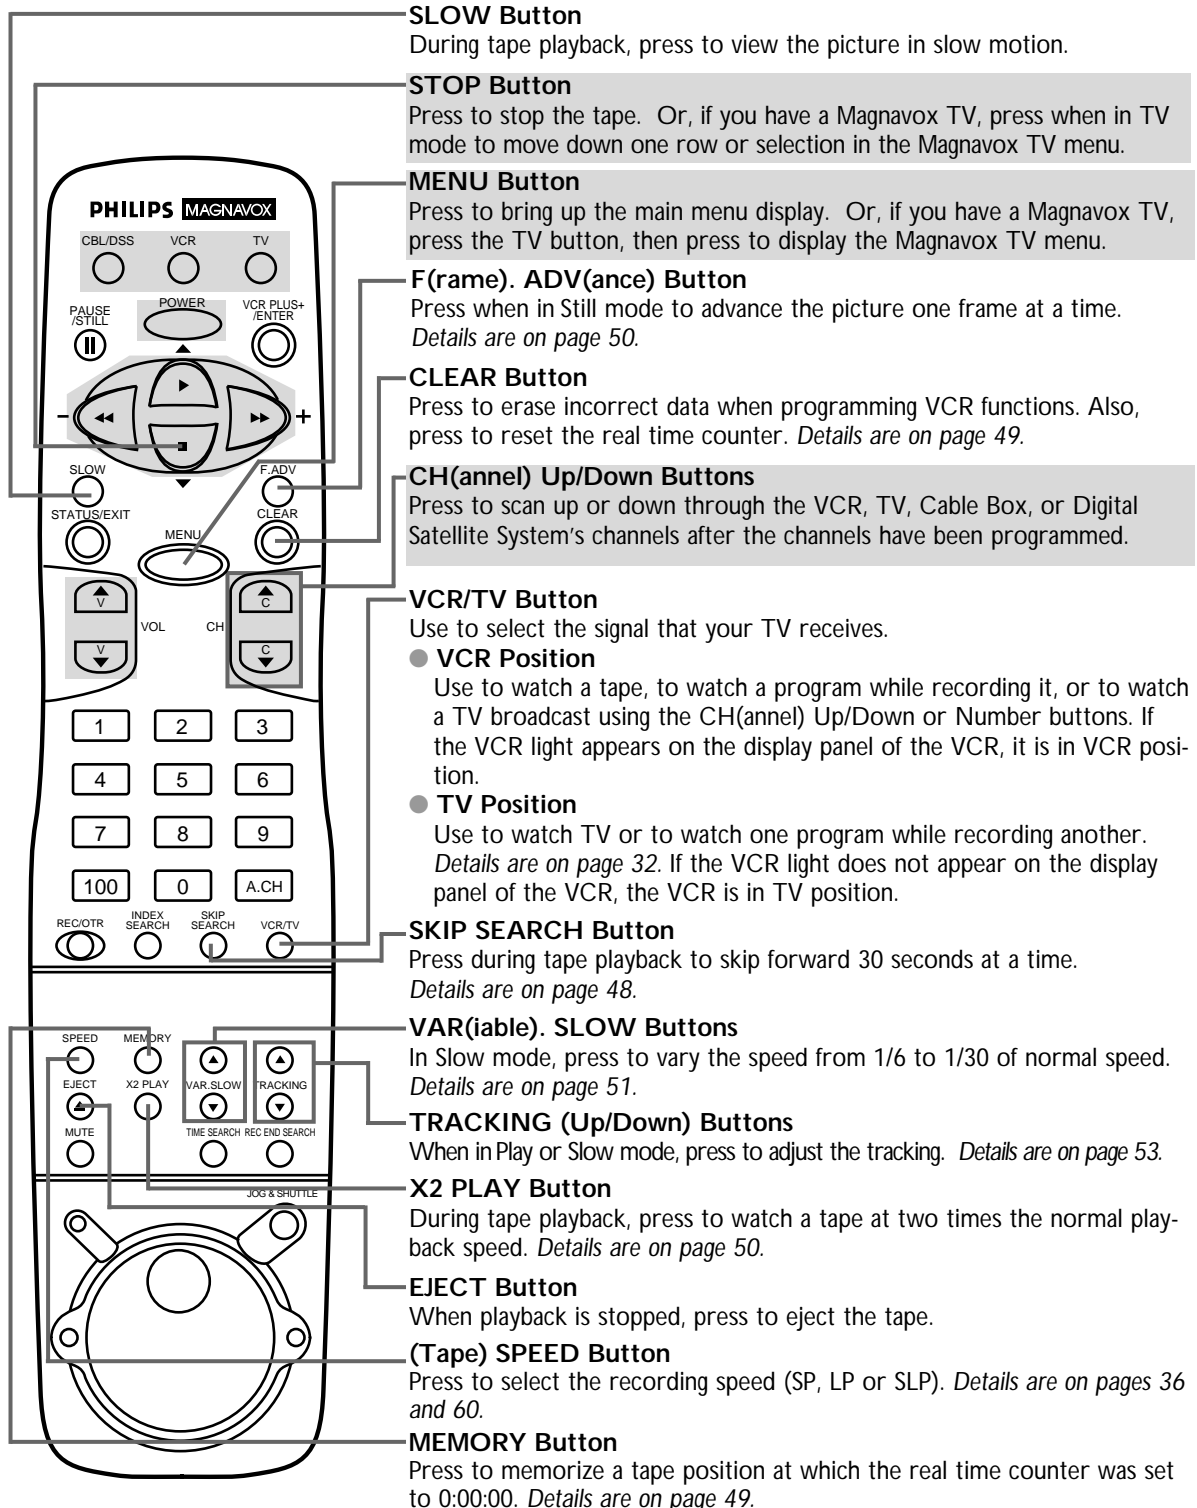 SLOW Button
During tape playback, press to view the picture in slow motion.
STOP Button
Press to stop the tape. Or, if you have a Magnavox TV, press when in TV
mode to move down one row or selection in the Magnavox TV menu.
MENU Button
Press to bring up the main menu display. Or, if you have a Magnavox TV,
press the TV button, then press to display the Magnavox TV menu.
F(rame). ADV(ance) Button
Press when in Still mode to advance the picture one frame at a time.
Details are on page 50.
CLEAR Button
Press to erase incorrect data when programming VCR functions. Also,
press to reset the real time counter. Details are on page 49.
CH(annel) Up/Down Buttons
Press to scan up or down through the VCR, TV, Cable Box, or Digital
Satellite System's channels after the channels have been programmed.
VCR/TV Button
Use to select the signal that your TV receives.
● VCR Position
Use to watch a tape, to watch a program while recording it, or to watch
a TV broadcast using the CH(annel) Up/Down or Number buttons. If
the VCR light appears on the display panel of the VCR, it is in VCR posi-
tion.
● TV Position
Use to watch TV or to watch one program while recording another.
Details are on page 32. If the VCR light does not appear on the display
panel of the VCR, the VCR is in TV position.
SKIP SEARCH Button
Press during tape playback to skip forward 30 seconds at a time.
Details are on page 48.
VAR(iable). SLOW Buttons
In Slow mode, press to vary the speed from 1/6 to 1/30 of normal speed.
Details are on page 51.
TRACKING (Up/Down) Buttons
When in Play or Slow mode, press to adjust the tracking. Details are on page 53.
X2 PLAY Button
During tape playback, press to watch a tape at two times the normal play-
back speed. Details are on page 50.
EJECT Button
When playback is stopped, press to eject the tape.
(Tape) SPEED Button
Press to select the recording speed (SP, LP or SLP). Details are on pages 36
and 60.
MEMORY Button
Press to memorize a tape position at which the real time counter was set
to 0:00:00. Details are on page 49.
PHILIPS MAGNAVOX
CBL/DSS VCR TV
PAUSE
/STILL
POWER
VCR PLUS+
/ENTER
- +
SLOW F.ADV
STATUS/EXIT CLEAR
MENU
V C
VOL CH
V C
1 2 3
4 5 6
7 8 9
100 0 A.CH
REC/OTR
INDEX
SEARCH
SKIP
SEARCH
VCR/TV
SPEED MEMORY
EJECT X2 PLAY VAR.SLOW TRACKING
MUTE TIME SEARCH REC END SEARCH
JOG & SHUTTLE